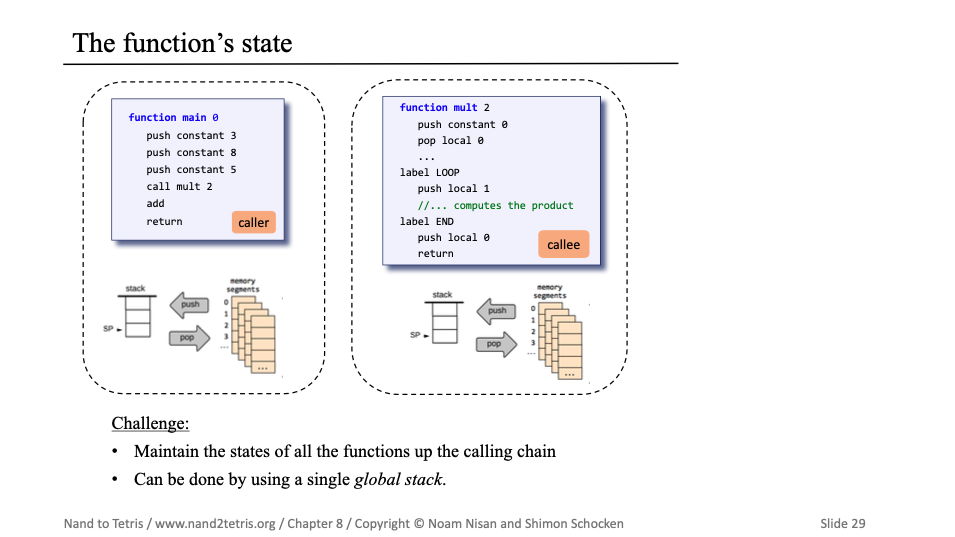 The function’s state
function main 0
push constant 3
push constant 8
push constant 5
call mult 2
add
return
caller
function mult 2
push constant 0
pop local 0
...
label LOOP
push local 1
//... computes the product
label END
push local 0
return
callee
stack
SP
push
pop
memory
segments
0
1
2
3
...
...
stack
SP
push
pop
memory
segments
0
1
2
3
...
...
Challenge:
• Maintain the states of all the functions up the calling chain
• Can be done by using a single global stack.
Nand to Tetris / www.nand2tetris.org / Chapter 8 / Copyright © Noam Nisan and Shimon Schocken
Slide 29